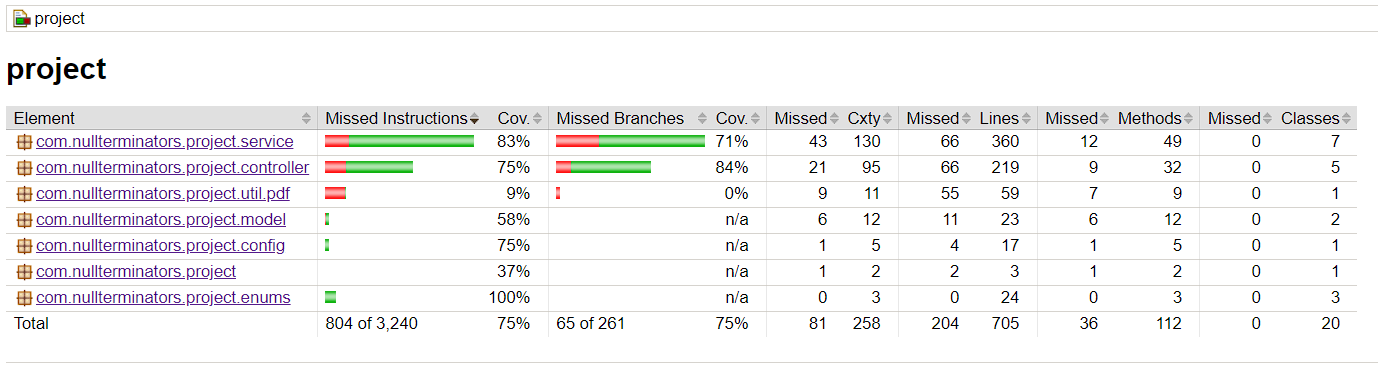 project
project
Element Missed Instructions Cov. Missed Branches Cov. Missed Cxty Missed Lines Missed Methods Missed Classes
com.nullterminators.project.service 83% 71% 43 130 66 360 12 49 0 7
com.nullterminators.project.controller 75% 84% 21 95 66 219 9 32 0 5
com.nullterminators.project.util.pdf 9% 0% 9 11 55 59 7 9 0 1
com.nullterminators.project.model 58% n/a 6 12 11 23 6 12 0 2
com.nullterminators.project.config 75% n/a 1 5 4 17 1 5 0 1
com.nullterminators.project 37% n/a 1 2 2 3 1 2 0 1
com.nullterminators.project.enums 100% n/a 0 3 0 24 0 3 0 3
Total 804 of 3,240 75% 65 of 261 75% 81 258 204 705 36 112 0 20